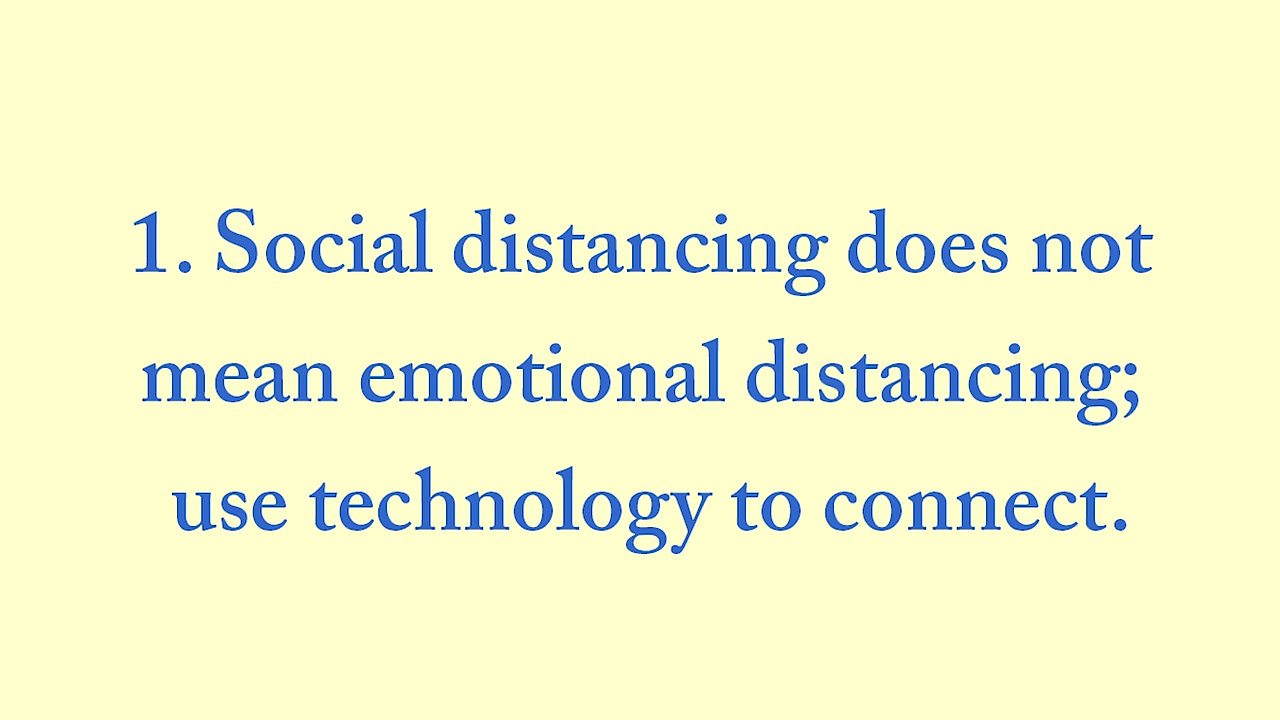 1. Social distancing does not
mean emotional distancing;
use technology to connect.